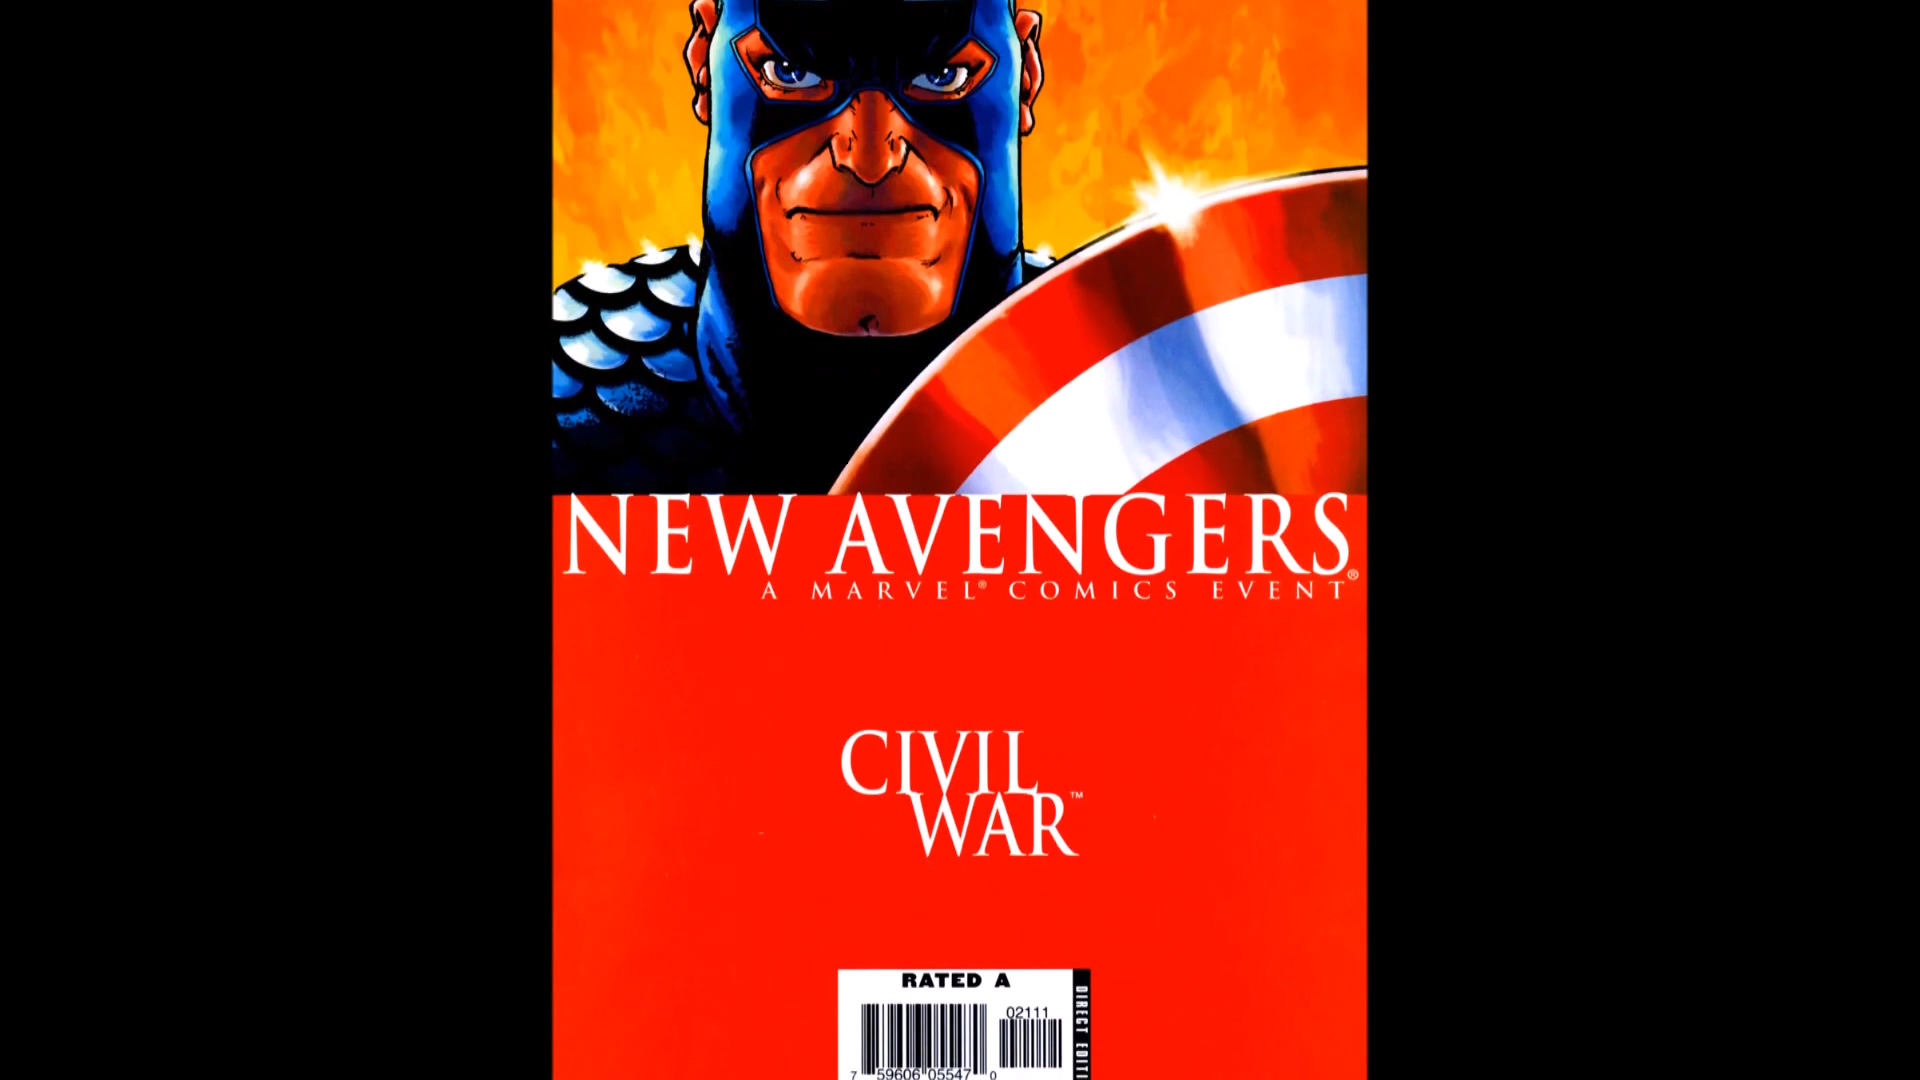 NEW AVENGERS®
A MARVEL® COMICS EVENT
CIVIL
WAR™
RATED A
02111
7 59606 05547 0
DIRECT EDITI